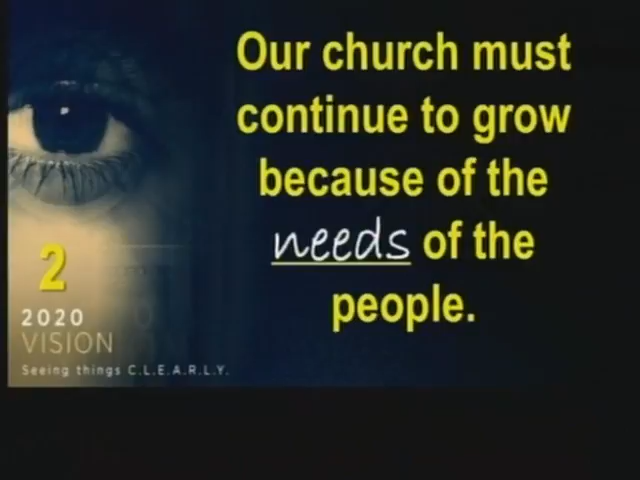 Our church must
continue to grow
because of the
needs of the
people.
2
2020
VISION
Seeing things C.L.E.A.R.L.Y.